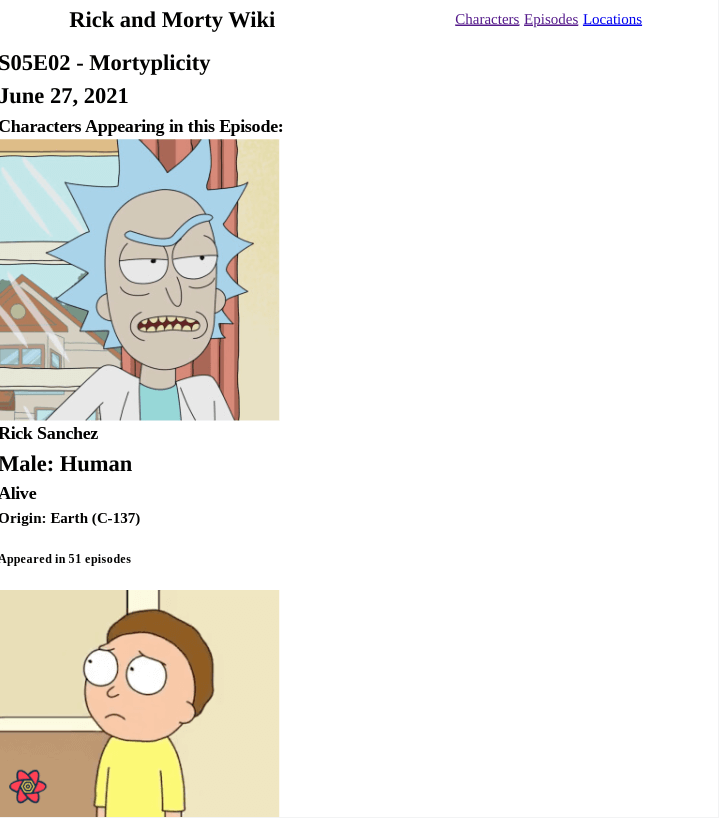 Rick and Morty Wiki
Characters Episodes Locations
S05E02 - Mortyplicity
June 27, 2021
Characters Appearing in this Episode:
Rick Sanchez
Male: Human
Alive
Origin: Earth (C-137)
Appeared in 51 episodes